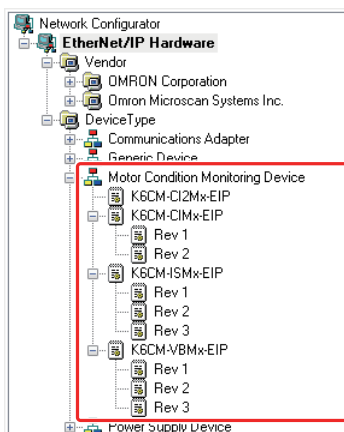 Network Configurator
EtherNet/IP Hardware
Vendor
OMRON Corporation
Omron Microscan Systems Inc.
DeviceType
Communications Adapter
Generic Device
Motor Condition Monitoring Device
K6CM-CI2Mx-EIP
K6CM-CIMx-EIP
Rev 1
Rev 2
K6CM-ISMx-EIP
Rev 1
Rev 2
Rev 3
K6CM-VBMx-EIP
Rev 1
Rev 2
Rev 3
Power Supply Device